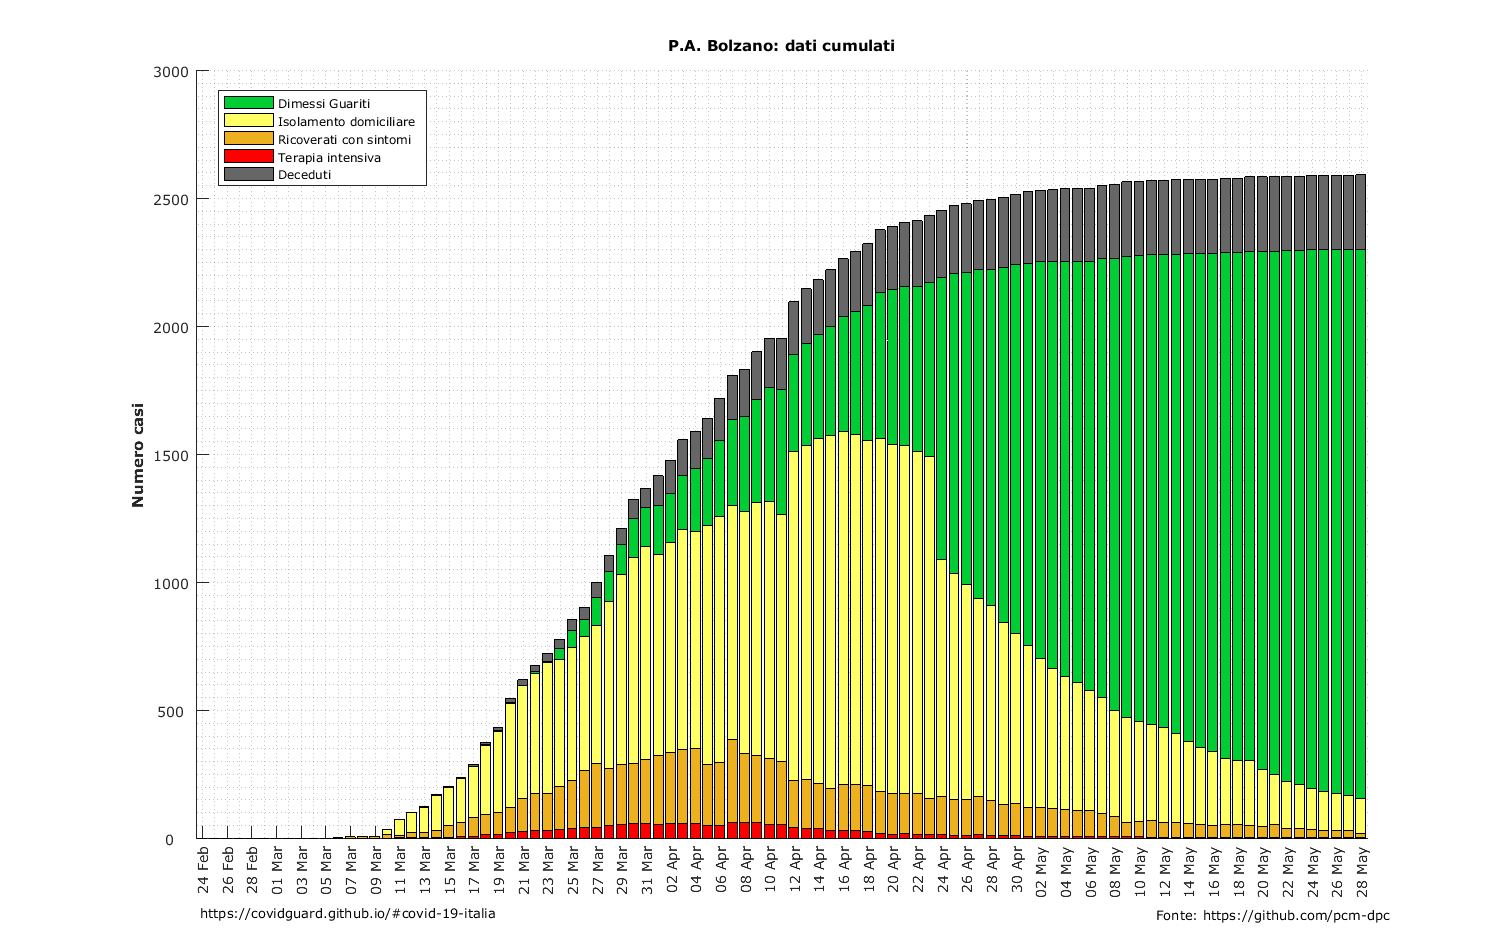 P.A. Bolzano: dati cumulati
3000
2500
2000
1500
1000
500
0
Numero casi
Dimessi Guariti
Isolamento domiciliare
Ricoverati con sintomi
Terapia intensiva
Deceduti
24 Feb
26 Feb
28 Feb
01 Mar
03 Mar
05 Mar
07 Mar
09 Mar
11 Mar
13 Mar
15 Mar
17 Mar
19 Mar
21 Mar
23 Mar
25 Mar
27 Mar
29 Mar
31 Mar
02 Apr
04 Apr
06 Apr
08 Apr
10 Apr
12 Apr
14 Apr
16 Apr
18 Apr
20 Apr
22 Apr
24 Apr
26 Apr
28 Apr
30 Apr
02 May
04 May
06 May
08 May
10 May
12 May
14 May
16 May
18 May
20 May
22 May
24 May
26 May
28 May
https://covidguard.github.io/#covid-19-italia
Fonte: https://github.com/pcm-dpc